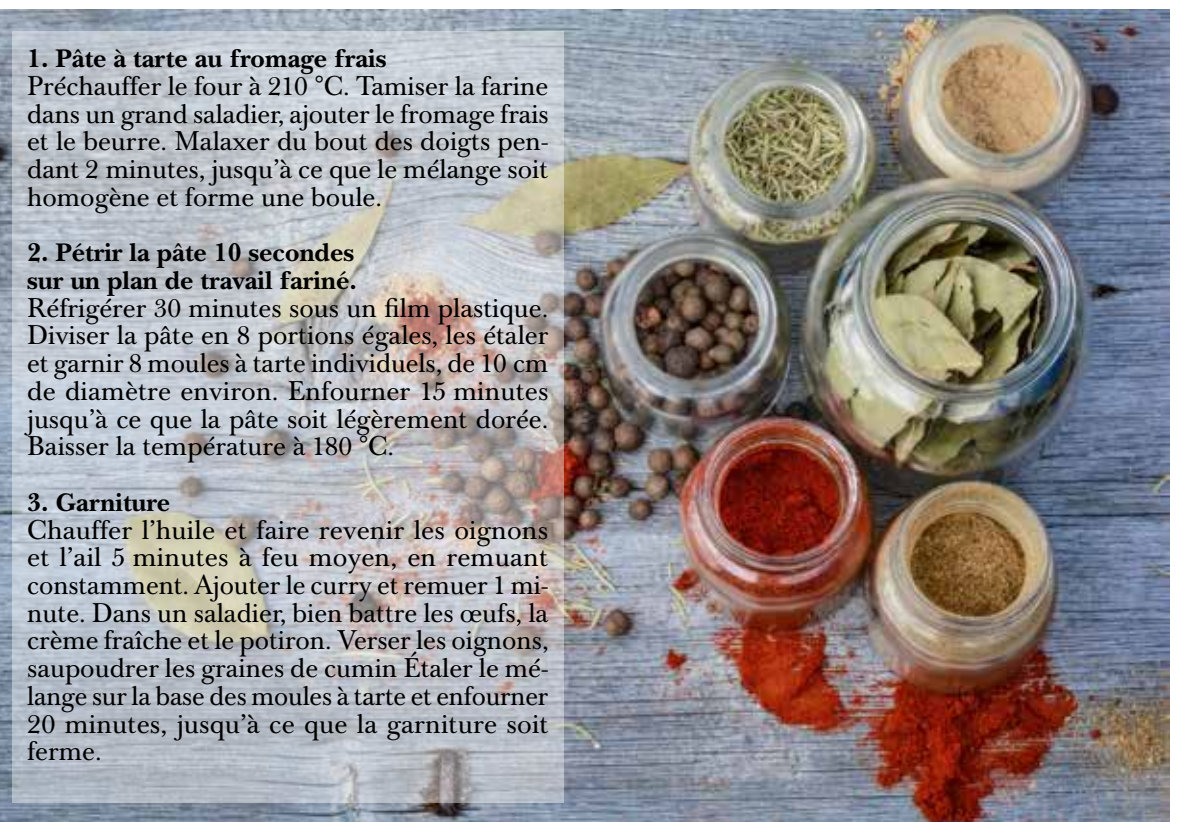 1. Pâte à tarte au fromage frais
Préchauffer le four à 210 °C. Tamiser la farine
dans un grand saladier, ajouter le fromage frais
et le beurre. Malaxer du bout des doigts pen-
dant 2 minutes, jusqu’à ce que le mélange soit
homogène et forme une boule.
2. Pétrir la pâte 10 secondes
sur un plan de travail fariné.
Réfrigérer 30 minutes sous un film plastique.
Diviser la pâte en 8 portions égales, les étaler
et garnir 8 moules à tarte individuels, de 10 cm
de diamètre environ. Enfourner 15 minutes
jusqu’à ce que la pâte soit légèrement dorée.
Baisser la température à 180 °C.
3. Garniture
Chauffer l’huile et faire revenir les oignons
et l’ail 5 minutes à feu moyen, en remuant
constamment. Ajouter le curry et remuer 1 mi-
nute. Dans un saladier, bien battre les œufs, la
crème fraîche et le potiron. Verser les oignons,
saupoudrer les graines de cumin Étaler le mé-
lange sur la base des moules à tarte et enfourner
20 minutes, jusqu’à ce que la garniture soit
ferme.